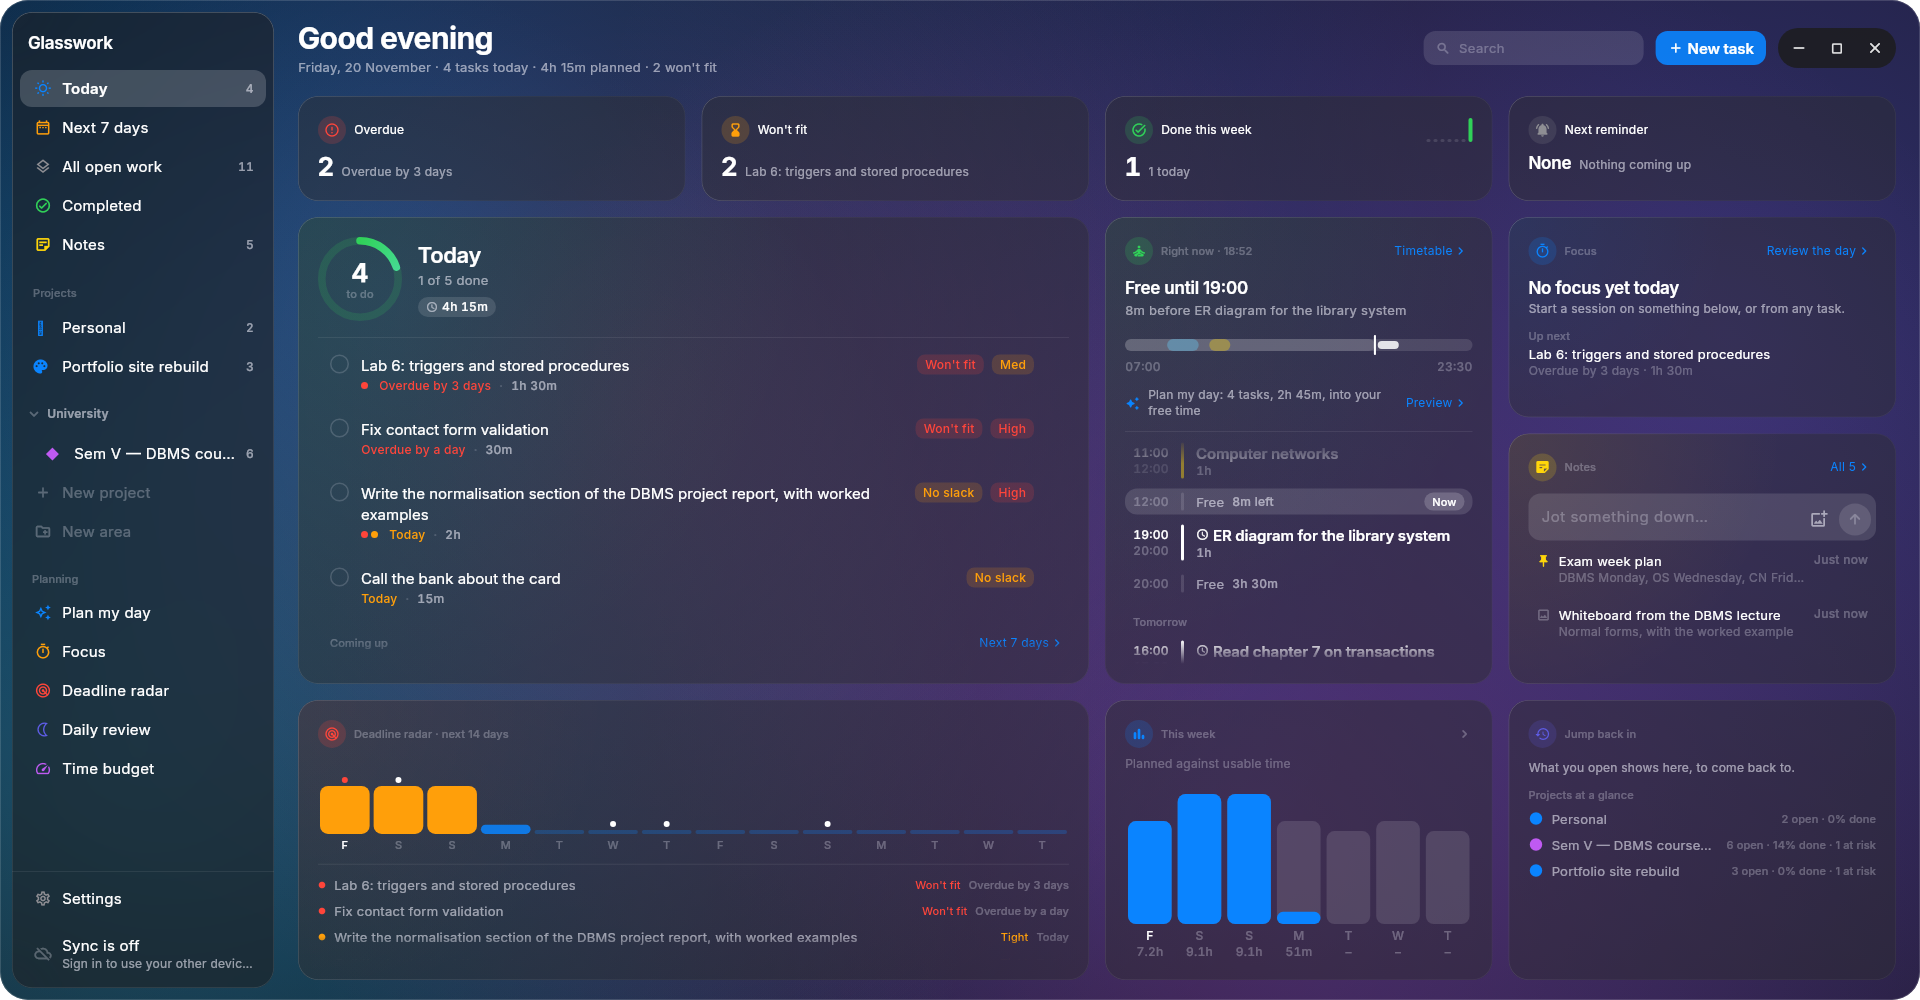 Glasswork
Today 4
Next 7 days
All open work 11
Completed
Notes 5
Projects
Personal 2
Portfolio site rebuild 3
University
Sem V — DBMS cou... 6
New project
New area
Planning
Plan my day
Focus
Deadline radar
Daily review
Time budget
Settings
Sync is off
Sign in to use your other devic...
Good evening
Friday, 20 November · 4 tasks today · 4h 15m planned · 2 won't fit
Search
+ New task
Overdue
2 Overdue by 3 days
Won't fit
2 Lab 6: triggers and stored procedures
Done this week
1 1 today
Next reminder
None Nothing coming up
4
to do
Today
1 of 5 done
4h 15m
Lab 6: triggers and stored procedures Won't fit Med
Overdue by 3 days · 1h 30m
Fix contact form validation Won't fit High
Overdue by a day · 30m
Write the normalisation section of the DBMS project report, with worked No slack High
examples
Today · 2h
Call the bank about the card No slack
Today · 15m
Coming up Next 7 days
Right now · 18:52 Timetable
Free until 19:00
8m before ER diagram for the library system
07:00 23:30
Plan my day: 4 tasks, 2h 45m, into your Preview
free time
11:00 Computer networks
12:00 1h
12:00 Free 8m left Now
19:00 ER diagram for the library system
20:00 1h
20:00 Free 3h 30m
Tomorrow
16:00 Read chapter 7 on transactions
Focus Review the day
No focus yet today
Start a session on something below, or from any task.
Up next
Lab 6: triggers and stored procedures
Overdue by 3 days · 1h 30m
Notes All 5
Jot something down...
Exam week plan Just now
DBMS Monday, OS Wednesday, CN Frid...
Whiteboard from the DBMS lecture Just now
Normal forms, with the worked example
Deadline radar · next 14 days
F S S M T W T F S S M T W T
Lab 6: triggers and stored procedures Won't fit Overdue by 3 days
Fix contact form validation Won't fit Overdue by a day
Write the normalisation section of the DBMS project report, with worked examples Tight Today
This week
Planned against usable time
F S S M T W T
7.2h 9.1h 9.1h 51m – – –
Jump back in
What you open shows here, to come back to.
Projects at a glance
Personal 2 open · 0% done
Sem V — DBMS course... 6 open · 14% done · 1 at risk
Portfolio site rebuild 3 open · 0% done · 1 at risk